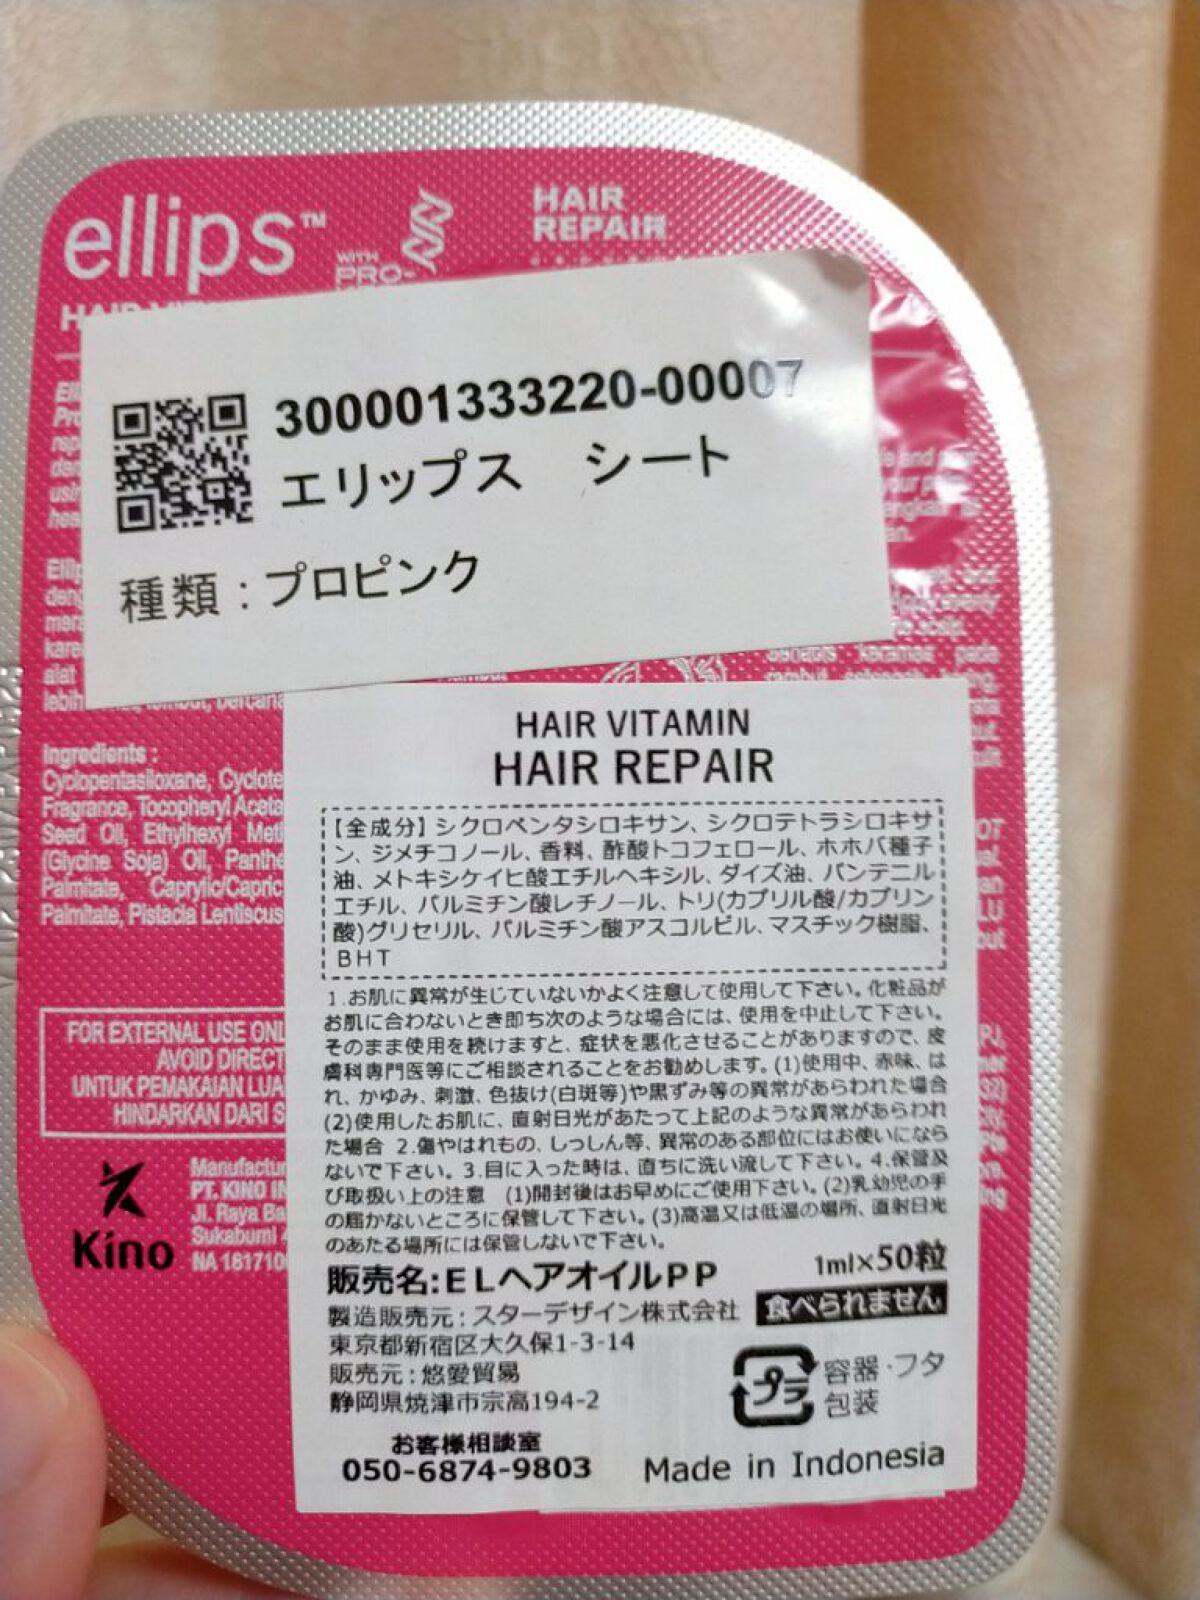 ellips™
WITH
PRO-
HAIR
REPAIR
300001333220-00007
エリップス　シート
種類：プロピンク
Ingredients :
Cyclopentasiloxane,
Fragrance, Tocopheryl
Seed Oil, Ethylhexyl
(Glycine Soja) Oil,
Palmitate, Caprylic/Capric
Palmitate, Pistacia Lentiscus
FOR EXTERNAL USE
AVOID DIRECT
UNTUK PEMAKAIAN
HINDARKAN DARI
Kino
PT. KINO
Jl. Raya
Sukabumi
HAIR VITAMIN
HAIR REPAIR
【全成分】シクロペンタシロキサン、シクロテトラシロキサ
ン、ジメチコノール、香料、酢酸トコフェロール、ホホバ種子
油、メトキシケイヒ酸エチルヘキシル、ダイズ油、パンテニル
エチル、パルミチン酸レチノール、トリ(カプリル酸/カプリン
酸)グリセリル、パルミチン酸アスコルビル、マスチック樹脂、
BHT
1.お肌に異常が生じていないかよく注意して使用して下さい。化粧品が
お肌に合わないとき即ち次のような場合には、使用を中止して下さい。
そのまま使用を続けますと、症状を悪化させることがありますので、皮
膚科専門医等にご相談されることをお勧めします。(1)使用中、赤味、は
れ、かゆみ、刺激、色抜け(白斑等)や黒ずみ等の異常があらわれた場合
(2)使用したお肌に、直射日光があたって上記のような異常があらわれ
た場合 2.傷やはれもの、しっしん等、異常のある部位にはお使いになら
ないで下さい。3.目に入った時は、直ちに洗い流して下さい。4.保管及
び取扱い上の注意 (1)開封後はお早めにご使用下さい。(2)乳幼児の手
の届かないところに保管して下さい。(3)高温又は低温の場所、直射日光
のあたる場所には保管しないで下さい。
販売名:ELヘアオイルPP
1ml×50粒
製造販売元：スターデザイン株式会社
食べられません
東京都新宿区大久保1-3-14
販売元：悠愛貿易
静岡県焼津市宗高194-2
プラ
容器・フタ
包装
お客様相談室
050-6874-9803
Made in Indonesia